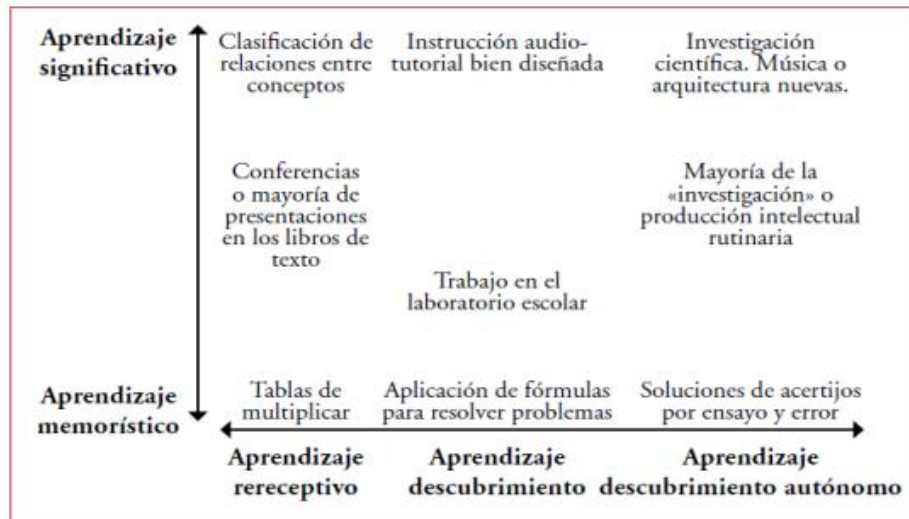 Aprendizaje
significativo
Clasificación de
relaciones entre
conceptos
Instrucción audio-
tutorial bien diseñada
Investigación
científica. Música o
arquitectura nuevas.
Conferencias
o mayoría de
presentaciones
en los libros de
texto
Mayoría de la
«investigación» o
producción intelectual
rutinaria
Trabajo en el
laboratorio escolar
Aprendizaje
memorístico
Tablas de
multiplicar
Aplicación de fórmulas
para resolver problemas
Soluciones de acertijos
por ensayo y error
Aprendizaje
rereceptivo
Aprendizaje
descubrimiento
Aprendizaje
descubrimiento autónomo